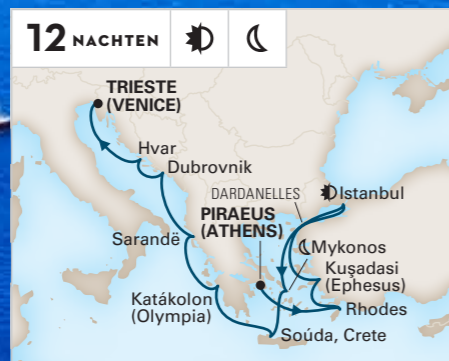 12 NACHTEN
TRIESTE
(VENICE)
Hvar
Dubrovnik
DARDANELLES
Istanbul
PIRAEUS
(ATHENS)
Mykonos
Sarandë
Kuşadasi
(Ephesus)
Katákolon
(Olympia)
Rhodes
Soúda, Crete